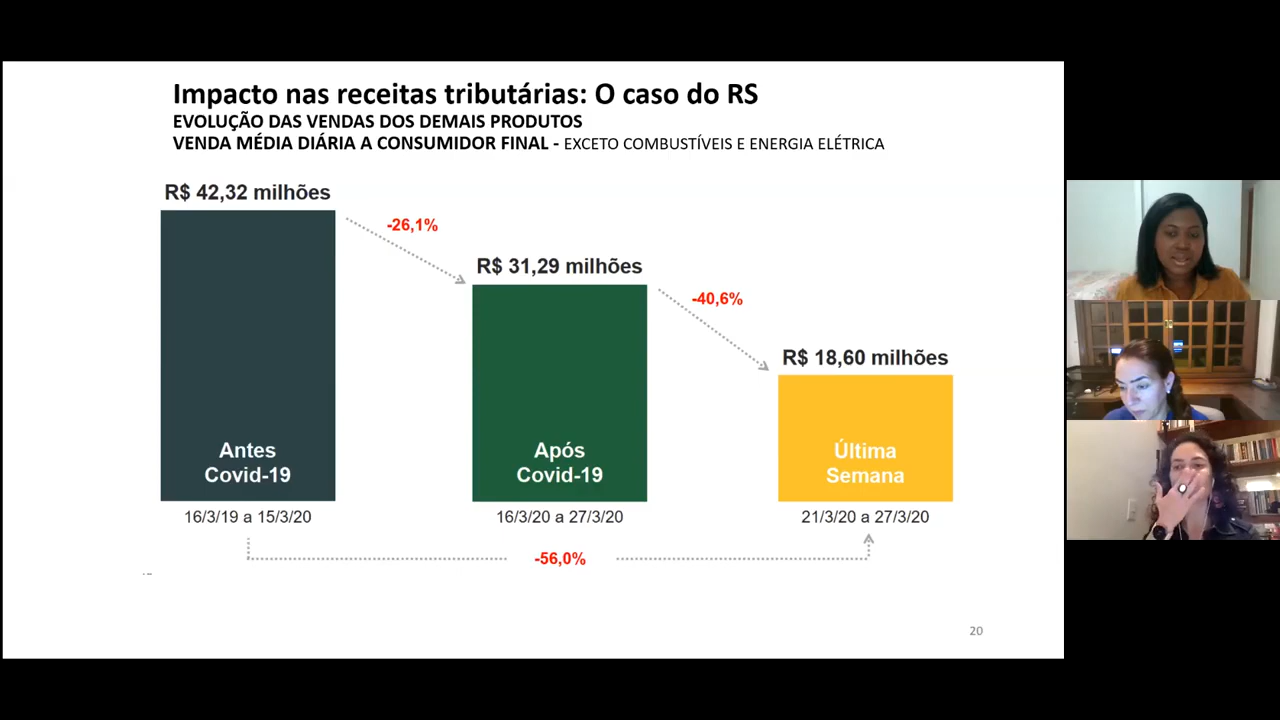 Impacto nas receitas tributárias: O caso do RS
EVOLUÇÃO DAS VENDAS DOS DEMAIS PRODUTOS
VENDA MÉDIA DIÁRIA A CONSUMIDOR FINAL - EXCETO COMBUSTÍVEIS E ENERGIA ELÉTRICA
R$ 42,32 milhões
-26,1%
R$ 31,29 milhões
-40,6%
R$ 18,60 milhões
Antes
Covid-19
Após
Covid-19
Última
Semana
16/3/19 a 15/3/20
16/3/20 a 27/3/20
21/3/20 a 27/3/20
-56,0%
20